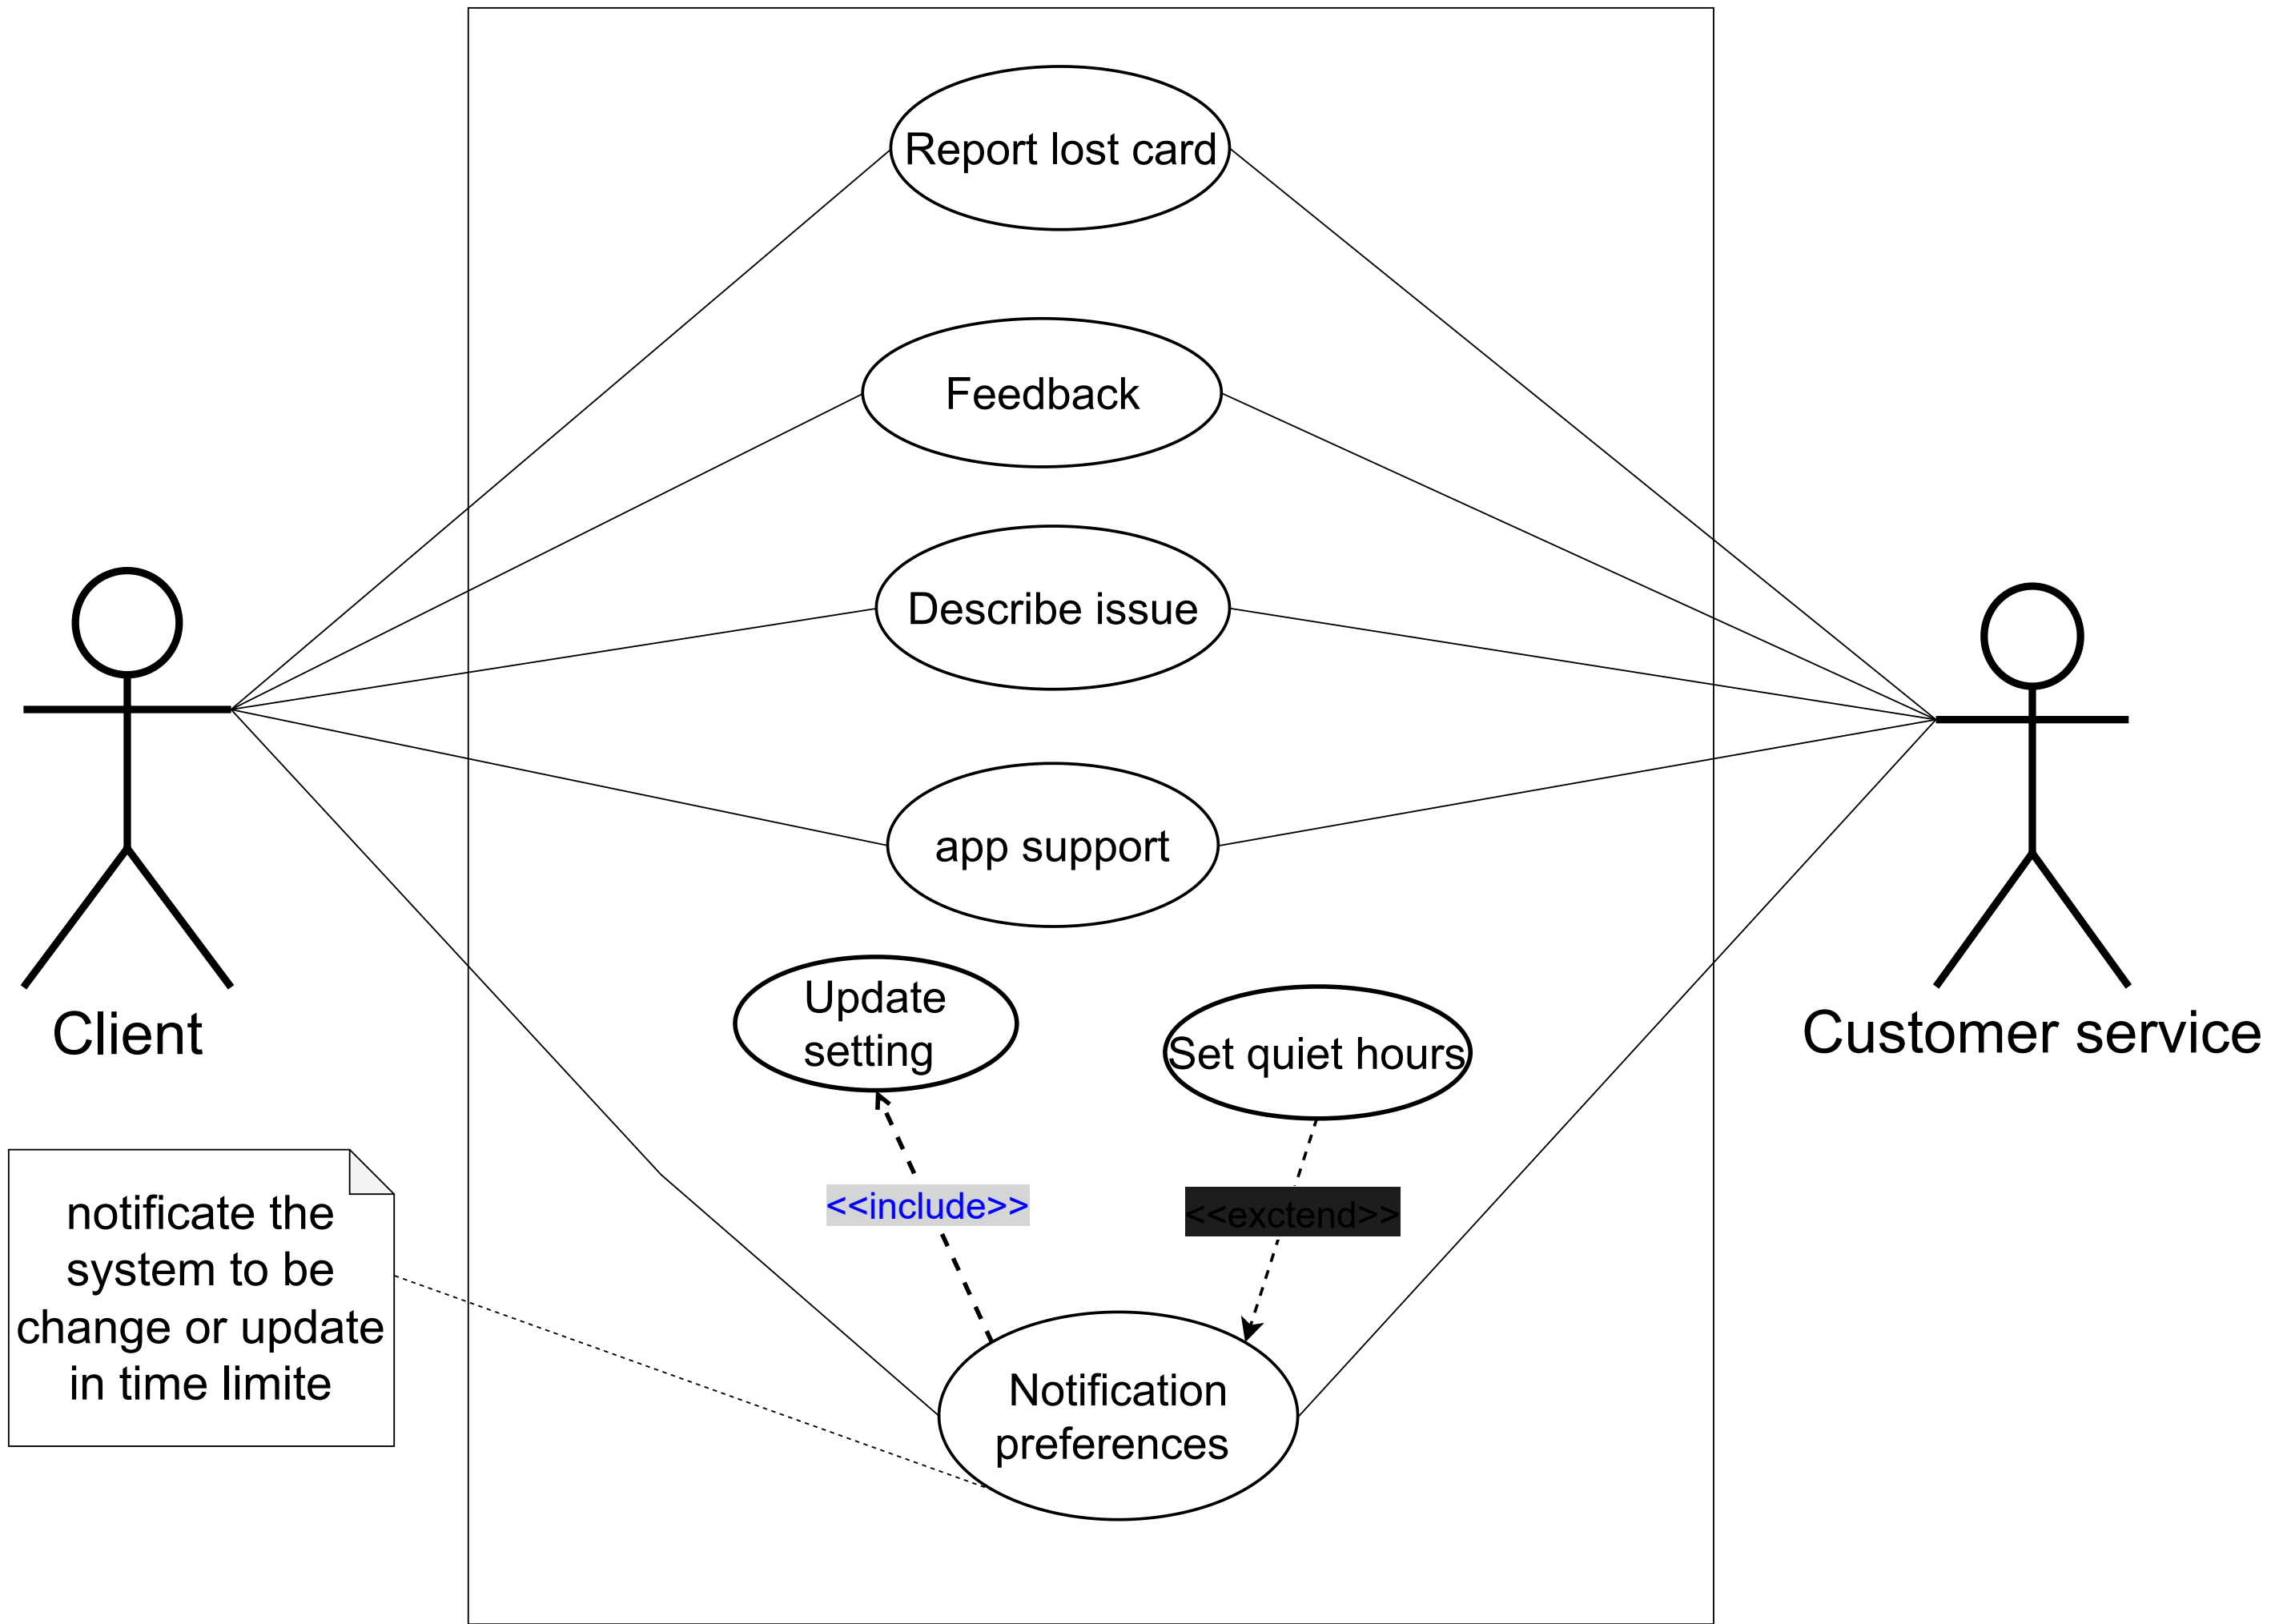 Report lost card
Feedback
Describe issue
app support
Client
Customer service
Update
setting
Set quiet hours
<<include>>
<<exctend>>
notificate the
system to be
change or update
in time limite
Notification
preferences